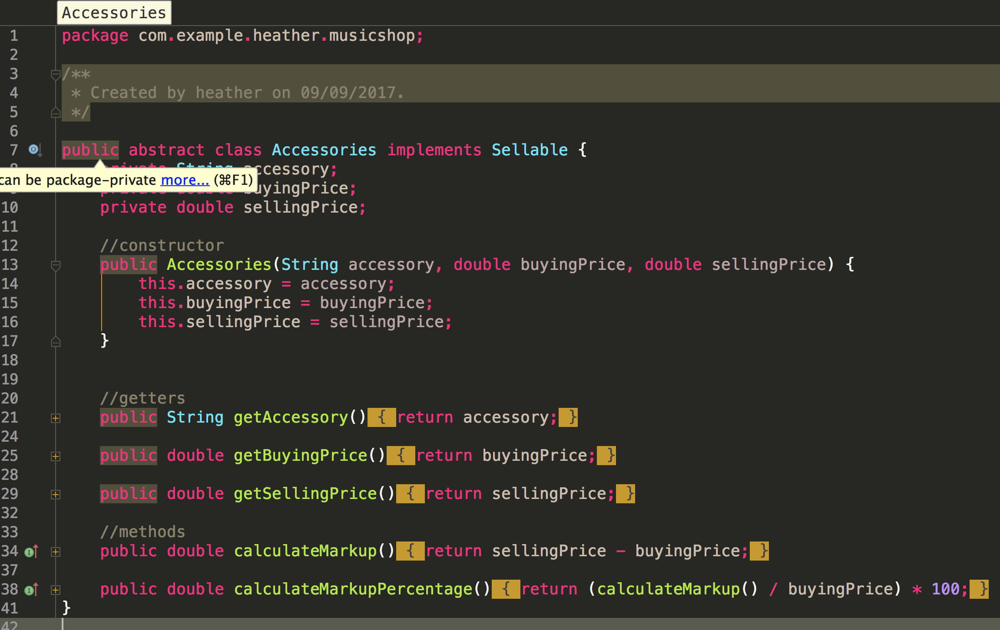 Accessories
1 package com.example.heather.musicshop;
2
3 /**
4  * Created by heather on 09/09/2017.
5  */
6
7 public abstract class Accessories implements Sellable {
private String accessory;
can be package-private more... (⌘F1)
buyingPrice;
10     private double sellingPrice;
11
12     //constructor
13     public Accessories(String accessory, double buyingPrice, double sellingPrice) {
14         this.accessory = accessory;
15         this.buyingPrice = buyingPrice;
16         this.sellingPrice = sellingPrice;
17     }
18
19
20     //getters
21     public String getAccessory() { return accessory; }
24
25     public double getBuyingPrice() { return buyingPrice; }
28
29     public double getSellingPrice() { return sellingPrice; }
32
33     //methods
34     public double calculateMarkup() { return sellingPrice - buyingPrice; }
37
38     public double calculateMarkupPercentage() { return (calculateMarkup() / buyingPrice) * 100; }
41 }
42